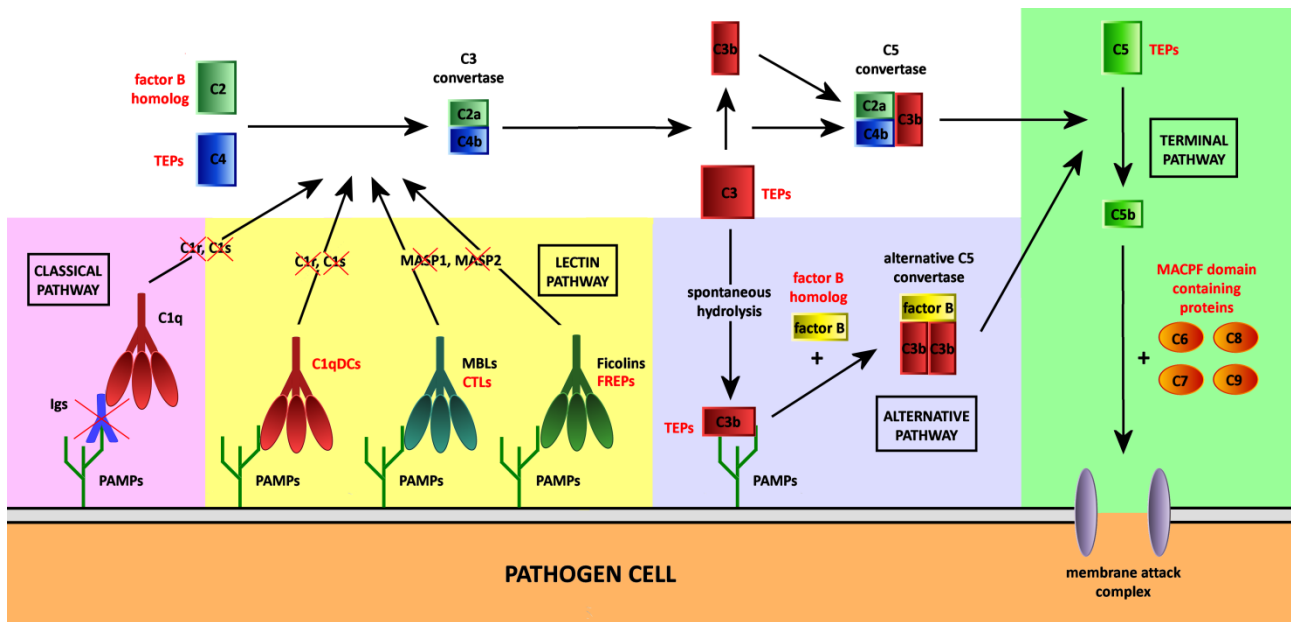 factor B
homolog
C2
TEPs
C4
C3
convertase
C2a
C4b
C3b
C3
TEPs
C5
convertase
C2a
C4b
C3b
C5
TEPs
TERMINAL
PATHWAY
C5b
MACPF domain
containing
proteins
C6
C8
C7
C9
+
CLASSICAL
PATHWAY
C1r, C1s
C1q
Igs
PAMPs
C1r, C1s
MASP1, MASP2
LECTIN
PATHWAY
C1qDCs
MBLs
CTLs
Ficolins
FREPs
PAMPs
PAMPs
PAMPs
spontaneous
hydrolysis
factor B
homolog
factor B
+
alternative C5
convertase
factor B
C3b
C3b
TEPs
C3b
PAMPs
ALTERNATIVE
PATHWAY
PATHOGEN CELL
membrane attack
complex